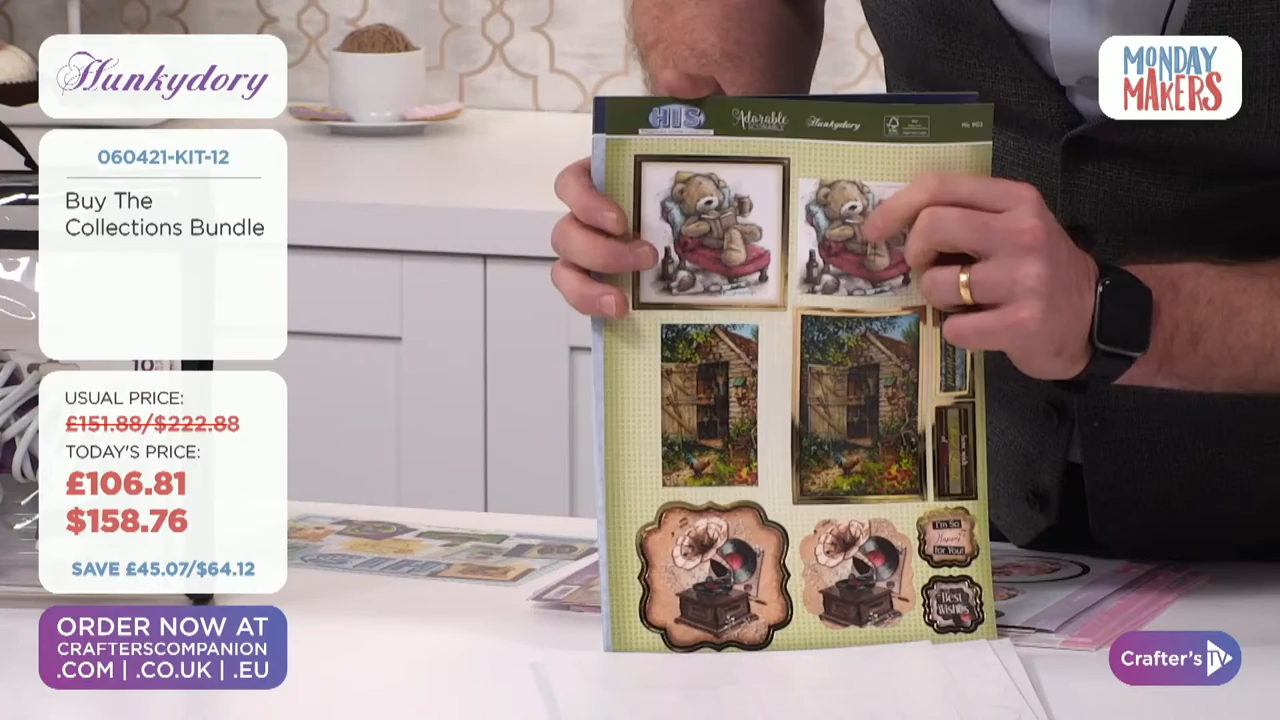 Hunkydory
060421-KIT-12
Buy The
Collections Bundle
USUAL PRICE:
£151.88/$222.88
TODAY'S PRICE:
£106.81
$158.76
SAVE £45.07/$64.12
ORDER NOW AT
CRAFTERSCOMPANION
.COM | .CO.UK | .EU
MONDAY
MAKERS
HIS
Adorable
Hunkydory
I'm So
Happy
for You!
Best
Wishes
Crafter's TV